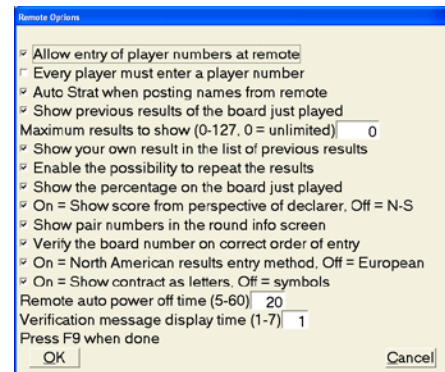 Remote Options
Allow entry of player numbers at remote
Every player must enter a player number
Auto Strat when posting names from remote
Show previous results of the board just played
Maximum results to show (0-127, 0 = unlimited) 0
Show your own result in the list of previous results
Enable the possibility to repeat the results
Show the percentage on the board just played
On = Show score from perspective of declarer, Off = N-S
Show pair numbers in the round info screen
Verify the board number on correct order of entry
On = North American results entry method, Off = European
On = Show contract as letters, Off = symbols
Remote auto power off time (5-60) 20
Verification message display time (1-7) 1
Press F9 when done
OK Cancel